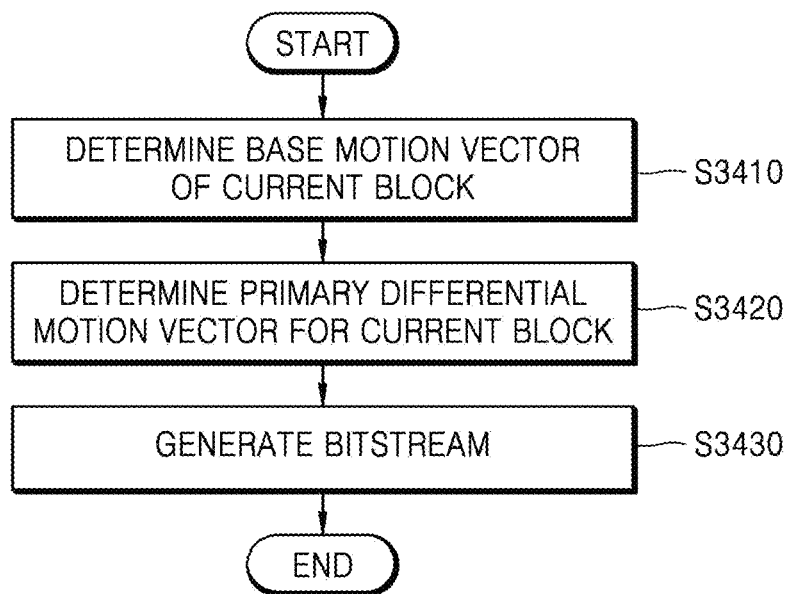 START
DETERMINE BASE MOTION VECTOR
OF CURRENT BLOCK
S3410
DETERMINE PRIMARY DIFFERENTIAL
MOTION VECTOR FOR CURRENT BLOCK
S3420
GENERATE BITSTREAM
S3430
END